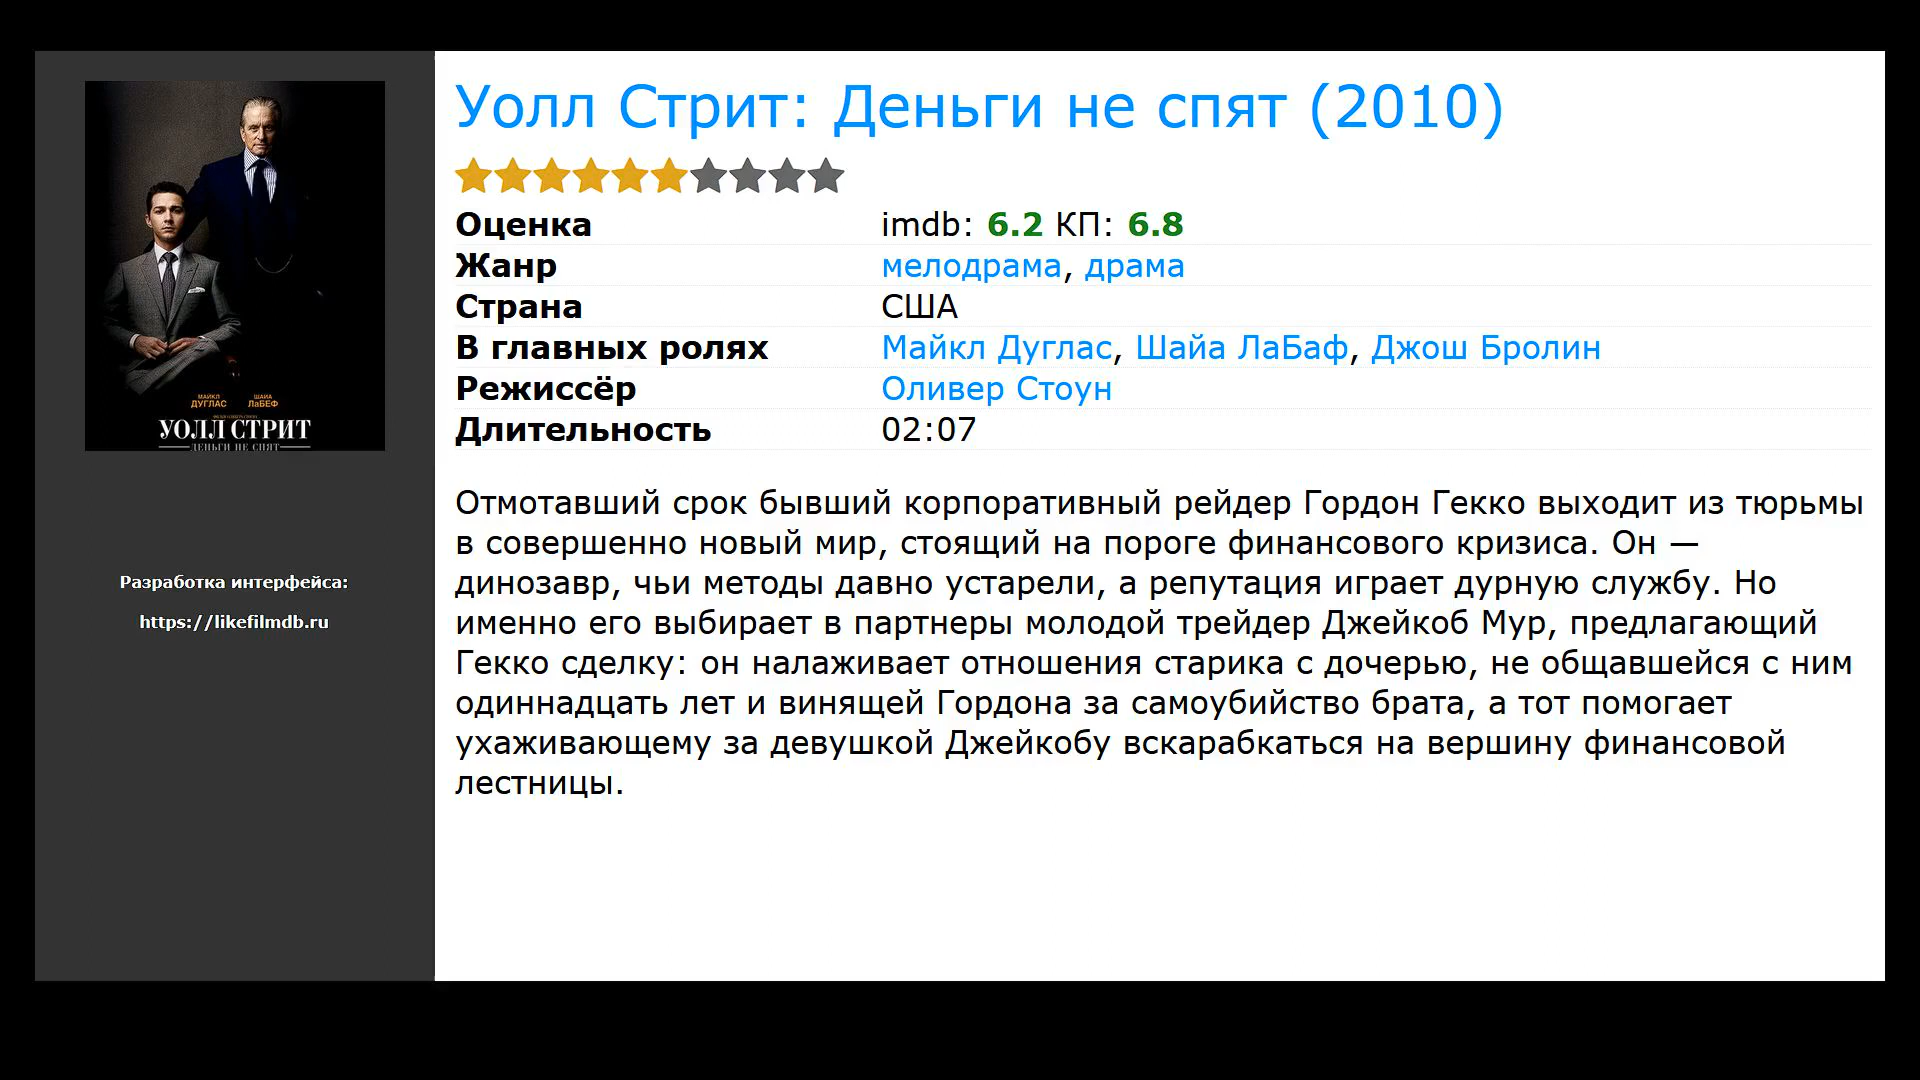 Уолл Стрит: Деньги не спят (2010)
Оценка imdb: 6.2 КП: 6.8
Жанр мелодрама, драма
Страна США
В главных ролях Майкл Дуглас, Шайа ЛаБаф, Джош Бролин
Режиссёр Оливер Стоун
Длительность 02:07
Отмотавший срок бывший корпоративный рейдер Гордон Гекко выходит из тюрьмы
в совершенно новый мир, стоящий на пороге финансового кризиса. Он —
динозавр, чьи методы давно устарели, а репутация играет дурную службу. Но
именно его выбирает в партнеры молодой трейдер Джейкоб Мур, предлагающий
Гекко сделку: он налаживает отношения старика с дочерью, не общавшейся с ним
одиннадцать лет и винящей Гордона за самоубийство брата, а тот помогает
ухаживающему за девушкой Джейкобу вскарабкаться на вершину финансовой
лестницы.
МАЙКЛ ШАИА
ДУГЛАС ЛаБЕФ
УОЛЛ СТРИТ
ДЕНЬГИ НЕ СПЯТ
Разработка интерфейса:
https://likefilmdb.ru